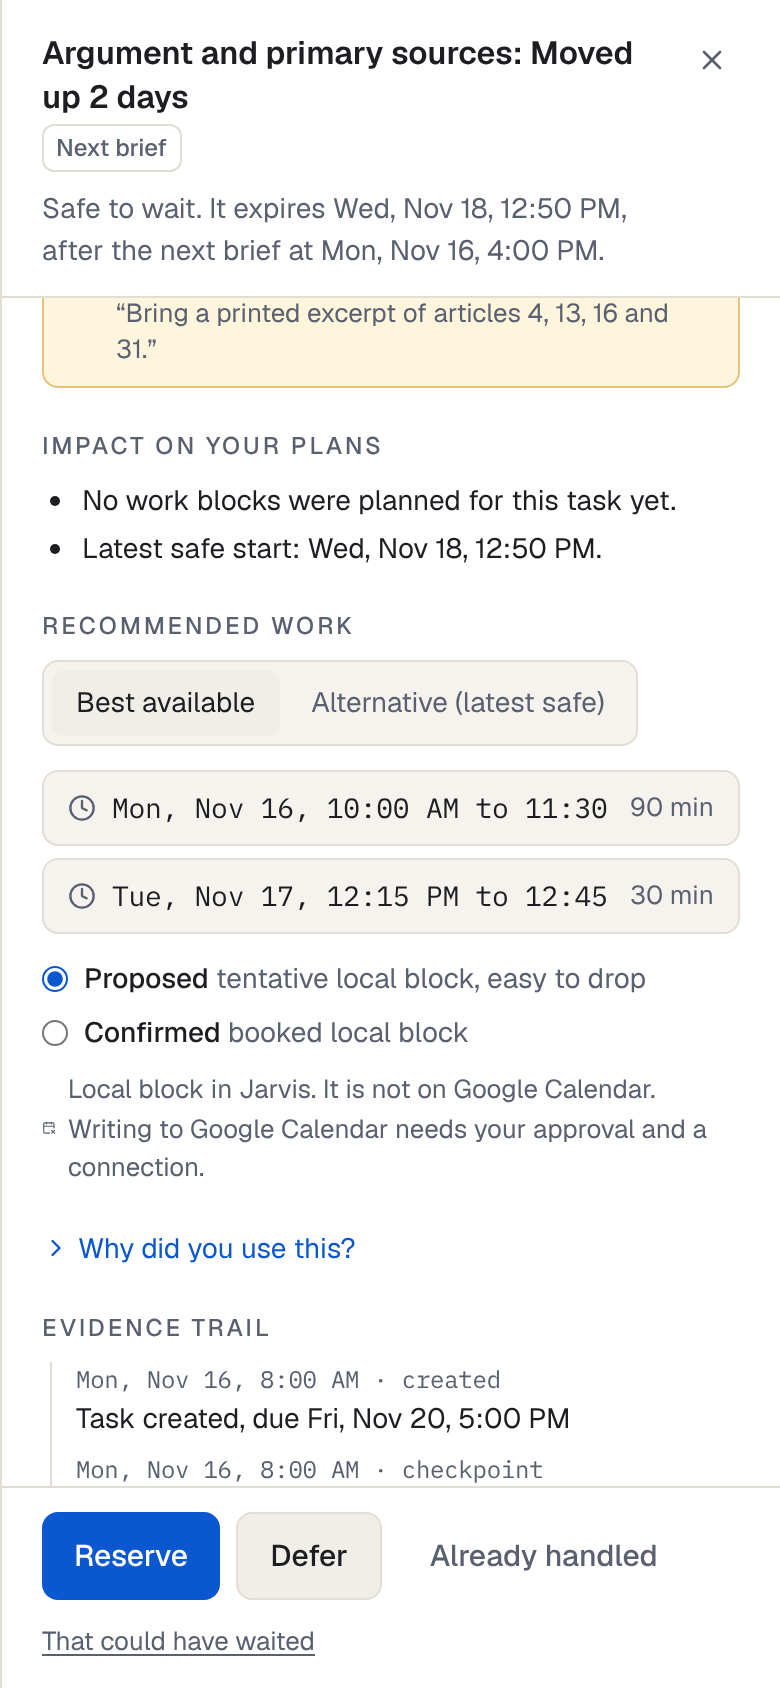 Argument and primary sources: Moved
up 2 days
Next brief
Safe to wait. It expires Wed, Nov 18, 12:50 PM,
after the next brief at Mon, Nov 16, 4:00 PM.
“Bring a printed excerpt of articles 4, 13, 16 and
31.”
IMPACT ON YOUR PLANS
No work blocks were planned for this task yet.
Latest safe start: Wed, Nov 18, 12:50 PM.
RECOMMENDED WORK
Best available Alternative (latest safe)
Mon, Nov 16, 10:00 AM to 11:30 90 min
Tue, Nov 17, 12:15 PM to 12:45 30 min
Proposed tentative local block, easy to drop
Confirmed booked local block
Local block in Jarvis. It is not on Google Calendar.
Writing to Google Calendar needs your approval and a
connection.
Why did you use this?
EVIDENCE TRAIL
Mon, Nov 16, 8:00 AM · created
Task created, due Fri, Nov 20, 5:00 PM
Mon, Nov 16, 8:00 AM · checkpoint
Reserve Defer Already handled
That could have waited